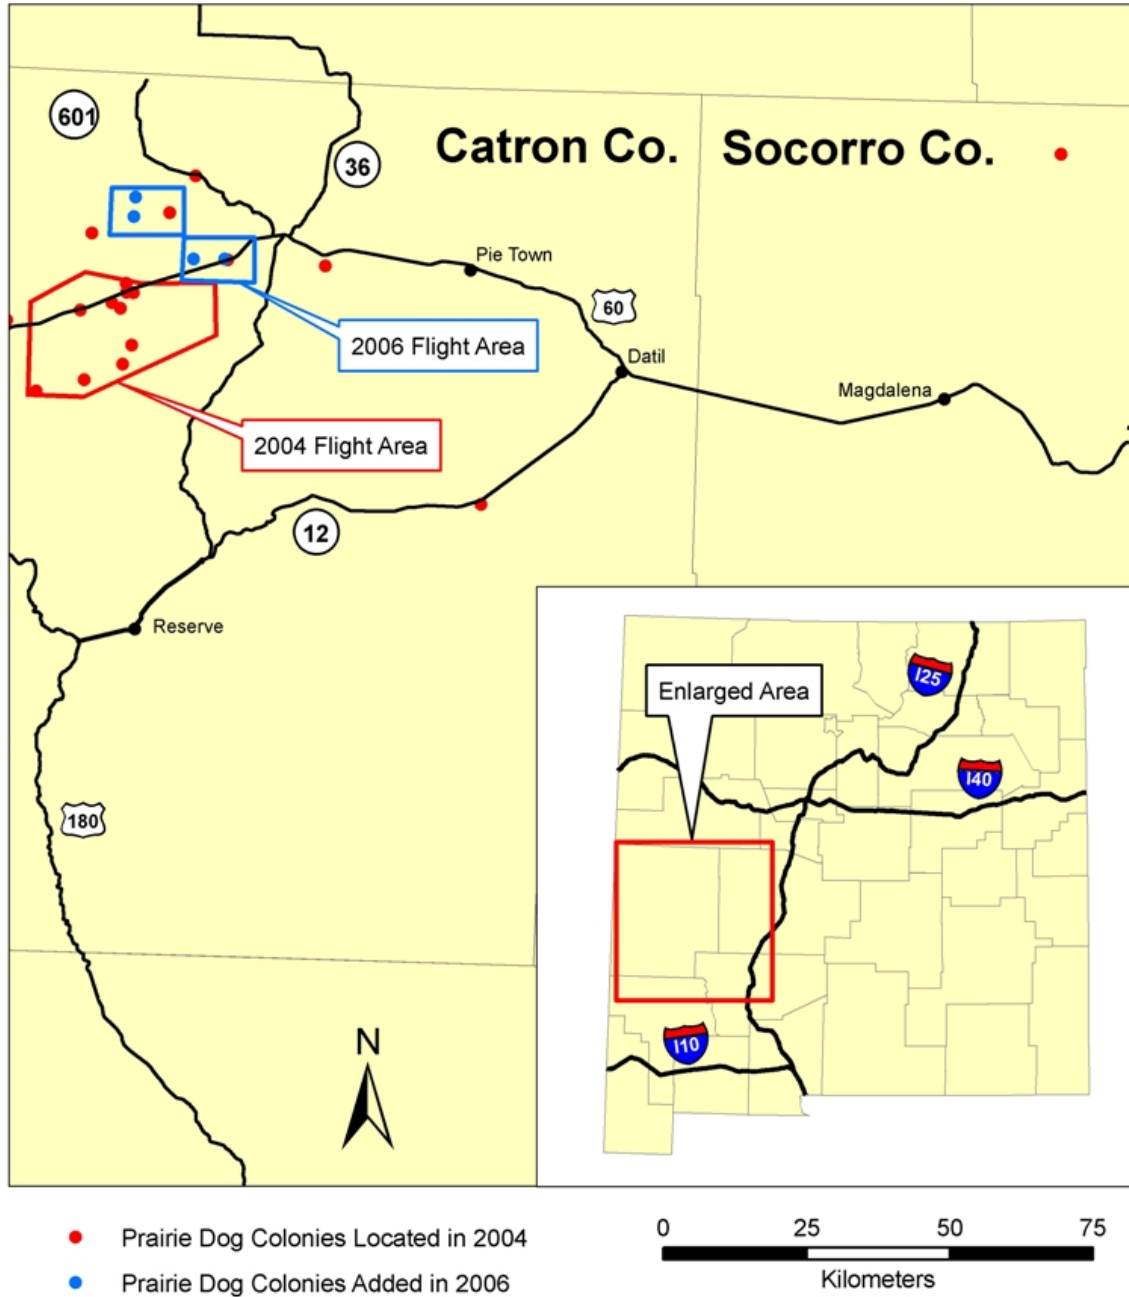 601
36
Catron Co.
Socorro Co.
Pie Town
60
2006 Flight Area
Datil
Magdalena
2004 Flight Area
12
Reserve
Enlarged Area
I25
I40
180
I10
N
Prairie Dog Colonies Located in 2004
Prairie Dog Colonies Added in 2006
0 25 50 75
Kilometers